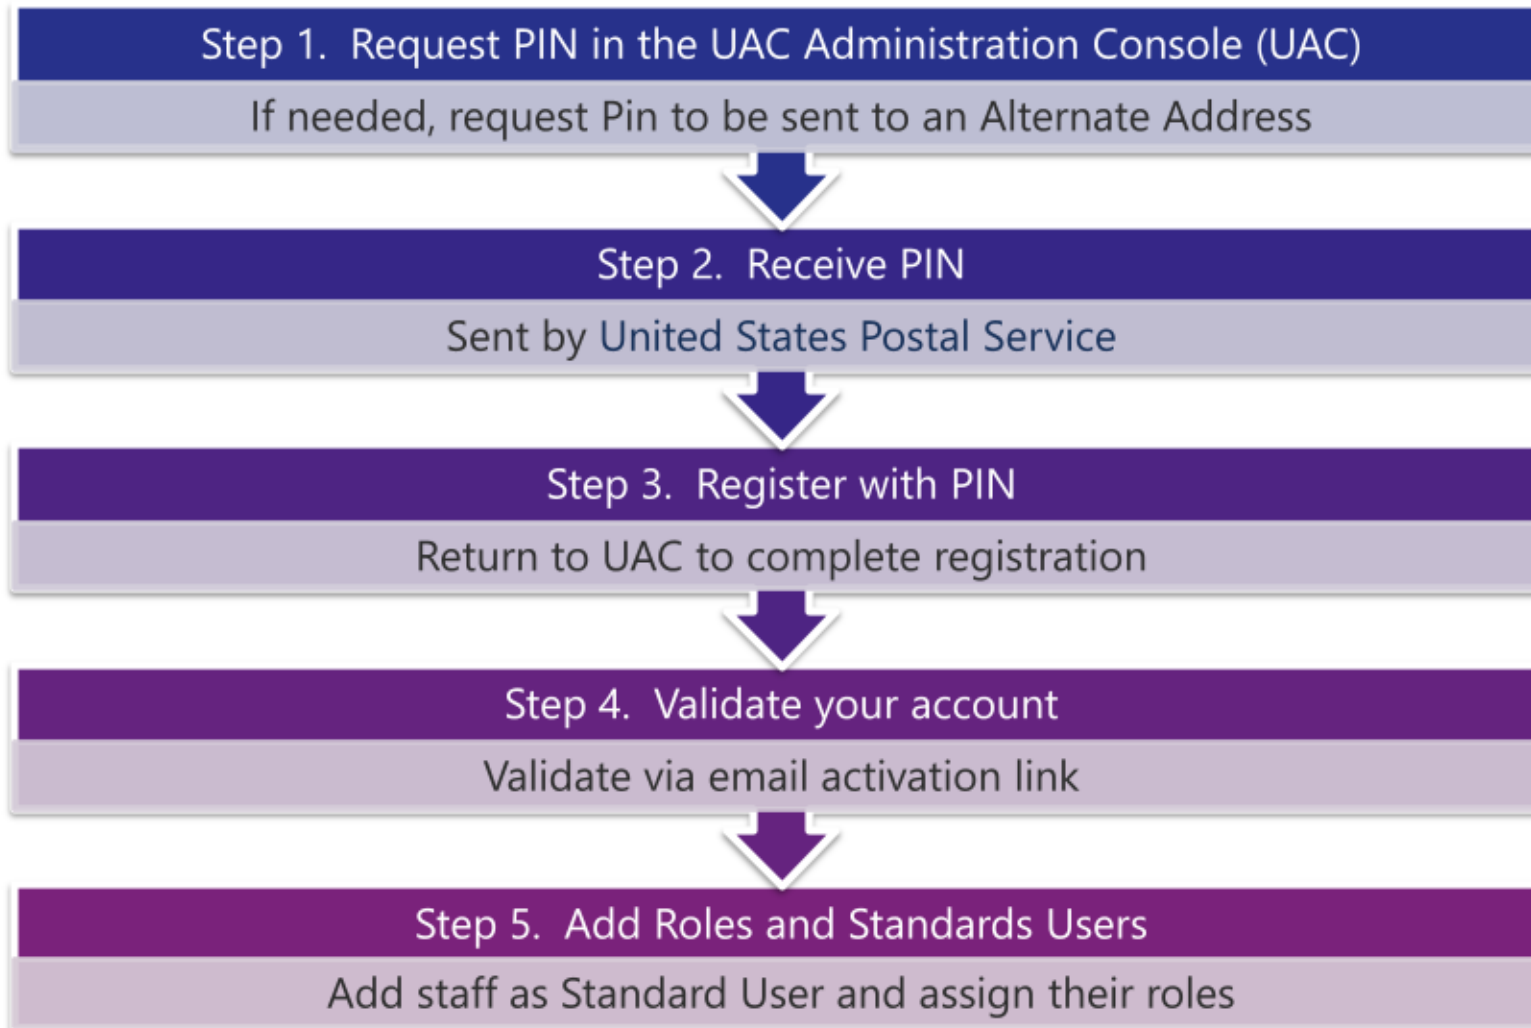 Step 1.  Request PIN in the UAC Administration Console (UAC)
If needed, request Pin to be sent to an Alternate Address
Step 2.  Receive PIN
Sent by United States Postal Service
Step 3.  Register with PIN
Return to UAC to complete registration
Step 4.  Validate your account
Validate via email activation link
Step 5.  Add Roles and Standards Users
Add staff as Standard User and assign their roles